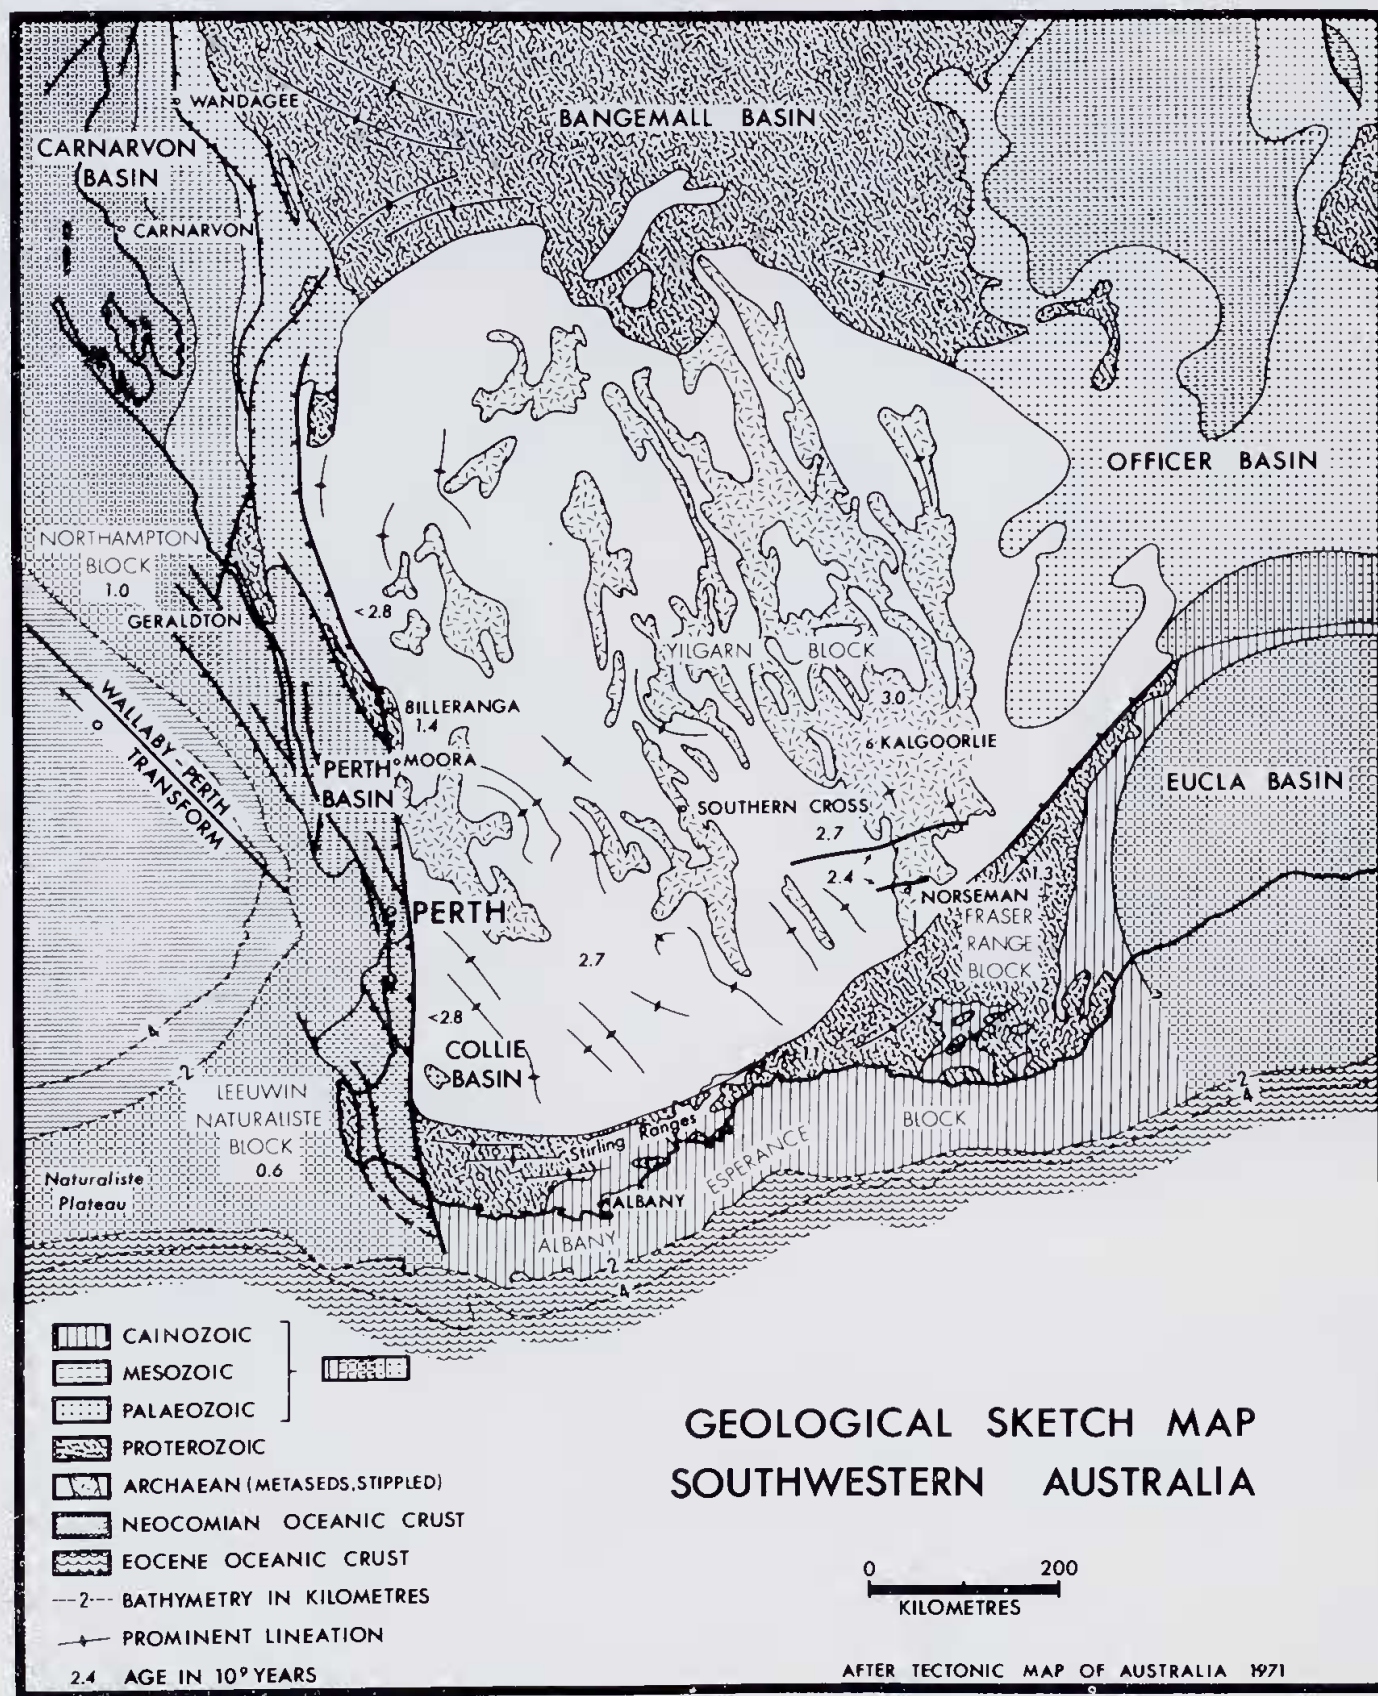 WANDAGEE
BANGEMALL BASIN
CARNARVON
BASIN
CARNARVON
OFFICER BASIN
NORTHAMPTON
BLOCK
1.0
GERALDTON
<2.8
YILGARN BLOCK
3.0
WALLABY-PERTH
TRANSFORM
BILLERANGA
1.4
MOORA
KALGOORLIE
PERTH
BASIN
EUCLA BASIN
SOUTHERN CROSS
2.7
2.4
1.3
NORSEMAN
PERTH
FRASER
RANGE
BLOCK
2.7
4
<2.8
COLLIE
BASIN
1.1
2
2
4
LEEUWIN
NATURALISTE
BLOCK
0.6
BLOCK
Stirling Ranges
ESPERANCE
Naturaliste
Plateau
ALBANY
ALBANY
2
4
CAINOZOIC
MESOZOIC
PALAEOZOIC
PROTEROZOIC
ARCHAEAN (METASEDS, STIPPLED)
NEOCOMIAN OCEANIC CRUST
EOCENE OCEANIC CRUST
---2--- BATHYMETRY IN KILOMETRES
PROMINENT LINEATION
2.4 AGE IN 10⁹ YEARS
GEOLOGICAL SKETCH MAP
SOUTHWESTERN AUSTRALIA
0 200
KILOMETRES
AFTER TECTONIC MAP OF AUSTRALIA 1971